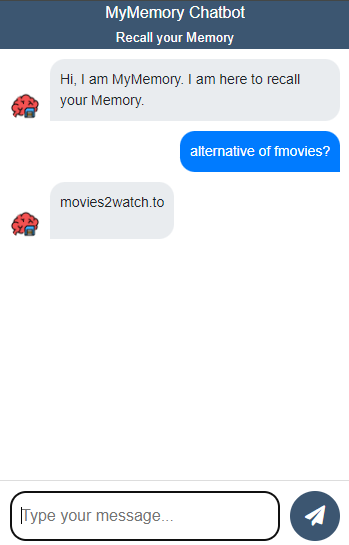 MyMemory Chatbot
Recall your Memory
Hi, I am MyMemory. I am here to recall
your Memory.
alternative of fmovies?
movies2watch.to
Type your message...